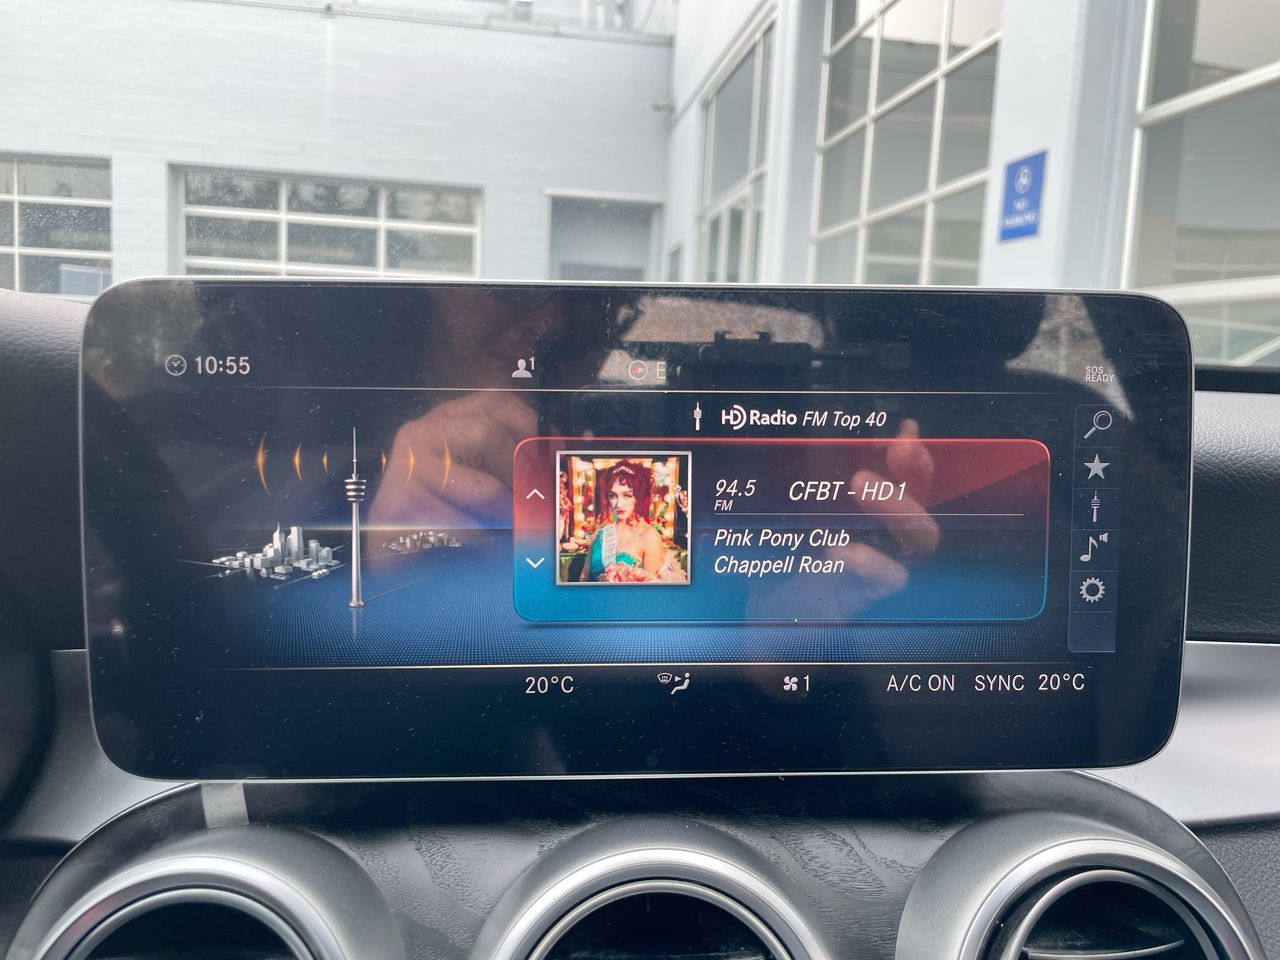 10:55
1
E
SOS
READY
HD Radio FM Top 40
94.5
FM
CFBT - HD1
Pink Pony Club
Chappell Roan
20°C
1
A/C ON SYNC 20°C